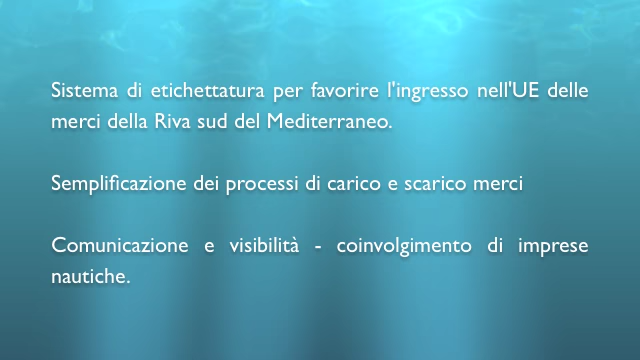 Sistema di etichettatura per favorire l'ingresso nell'UE delle
merci della Riva sud del Mediterraneo.
Semplificazione dei processi di carico e scarico merci
Comunicazione e visibilità - coinvolgimento di imprese
nautiche.